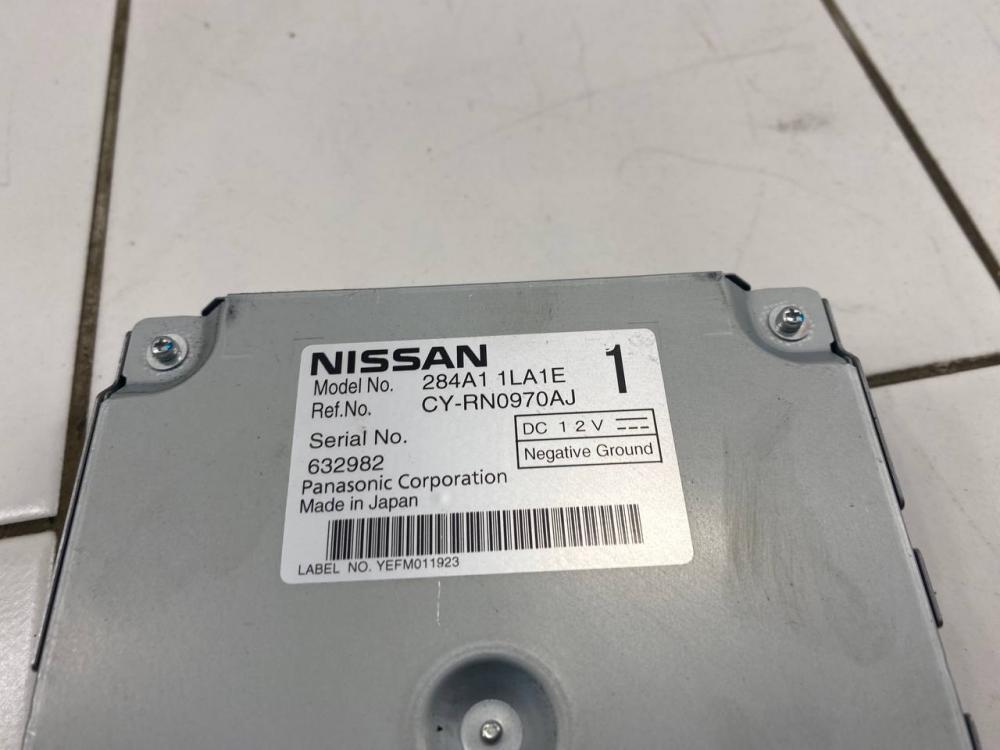 NISSAN
1
Model No. 284A1 1LA1E
Ref.No. CY-RN0970AJ
DC 12V
Serial No.
Negative Ground
632982
Panasonic Corporation
Made in Japan
LABEL NO. YEFM011923